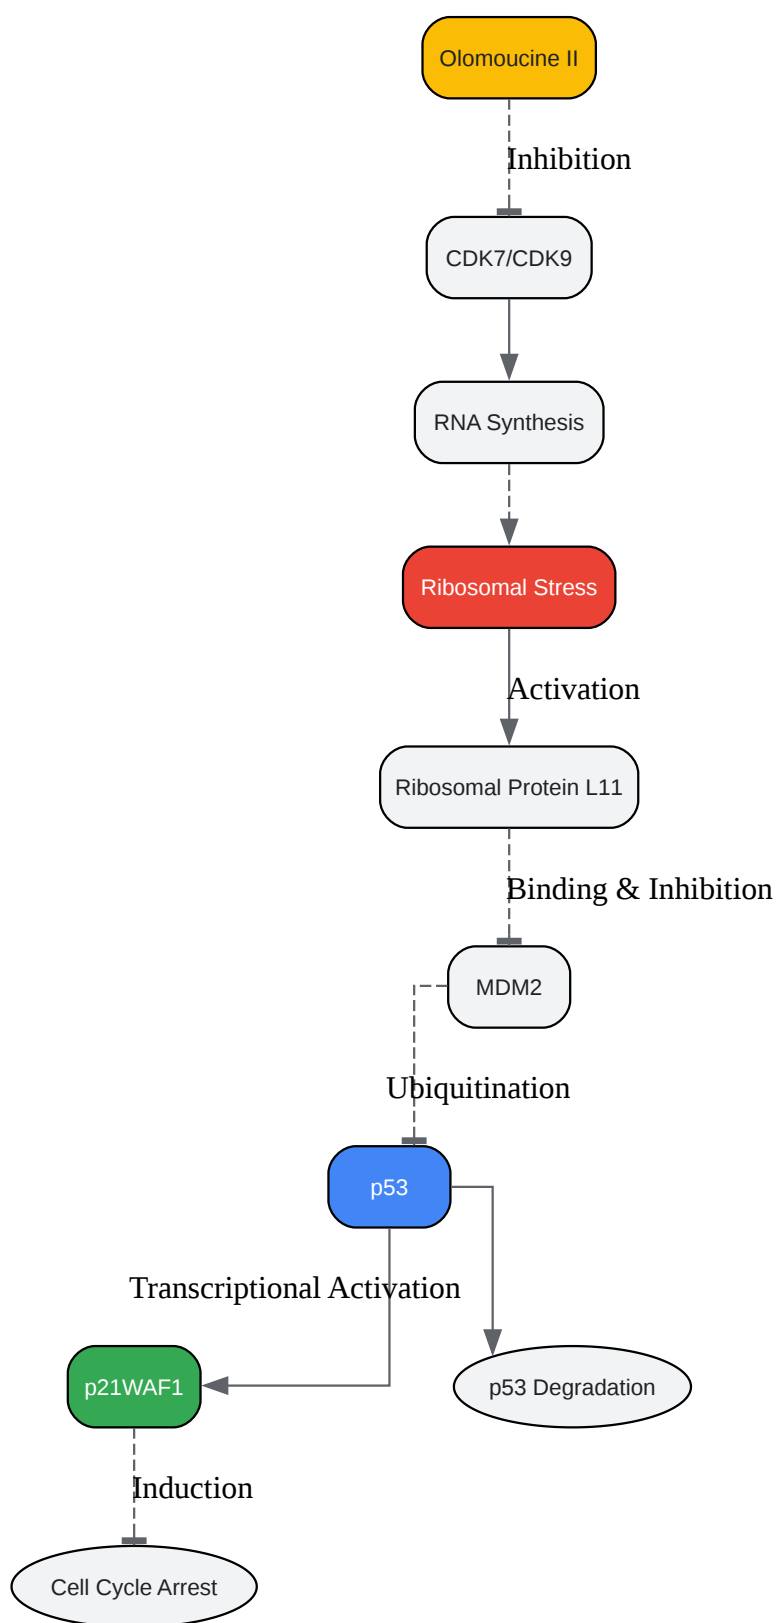 Olomoucine II
Inhibition
CDK7/CDK9
RNA Synthesis
Ribosomal Stress
Activation
Ribosomal Protein L11
Binding & Inhibition
MDM2
Ubiquitination
p53
Transcriptional Activation
p21WAF1
p53 Degradation
Induction
Cell Cycle Arrest